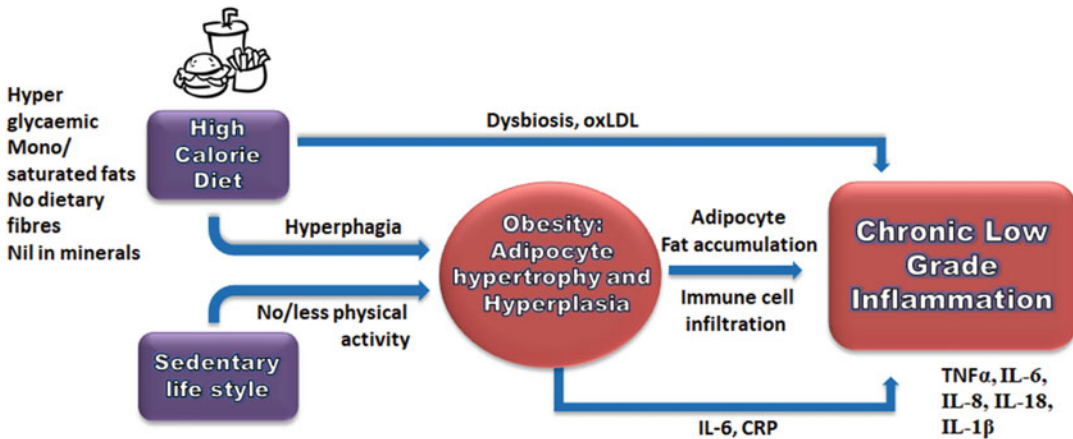 Hyper
glycaemic
Mono/
saturated fats
No dietary
fibres
Nil in minerals
High
Calorie
Diet
Dysbiosis, oxLDL
Hyperphagia
No/less physical
activity
Sedentary
life style
Obesity:
Adipocyte
hypertrophy and
Hyperplasia
Adipocyte
Fat accumulation
Immune cell
infiltration
IL-6, CRP
Chronic Low
Grade
Inflammation
TNFα, IL-6,
IL-8, IL-18,
IL-1β